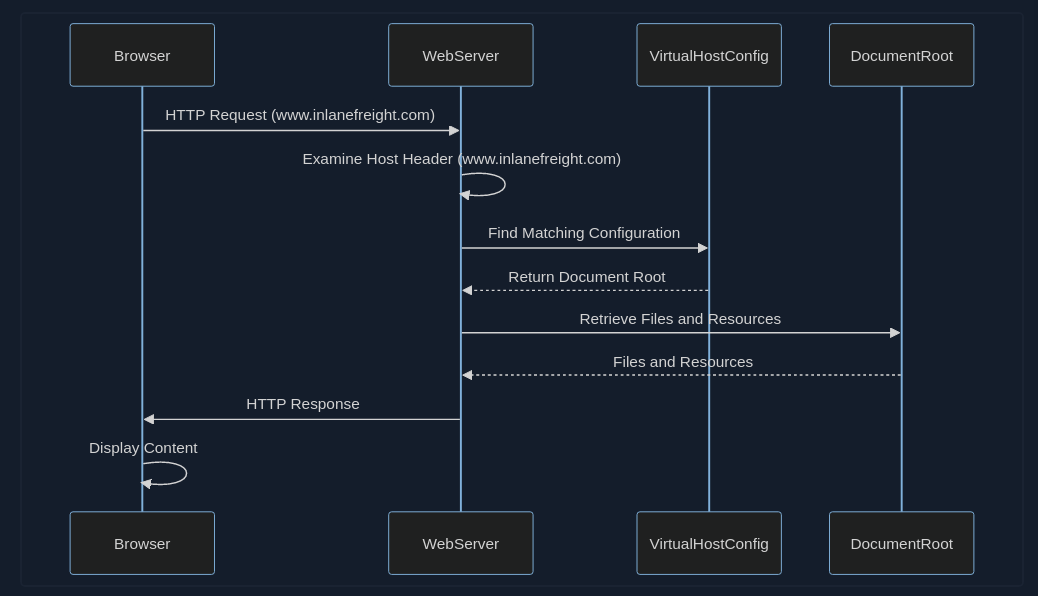 Browser
WebServer
VirtualHostConfig
DocumentRoot
HTTP Request (www.inlanefreight.com)
Examine Host Header (www.inlanefreight.com)
Find Matching Configuration
Return Document Root
Retrieve Files and Resources
Files and Resources
HTTP Response
Display Content
Browser
WebServer
VirtualHostConfig
DocumentRoot